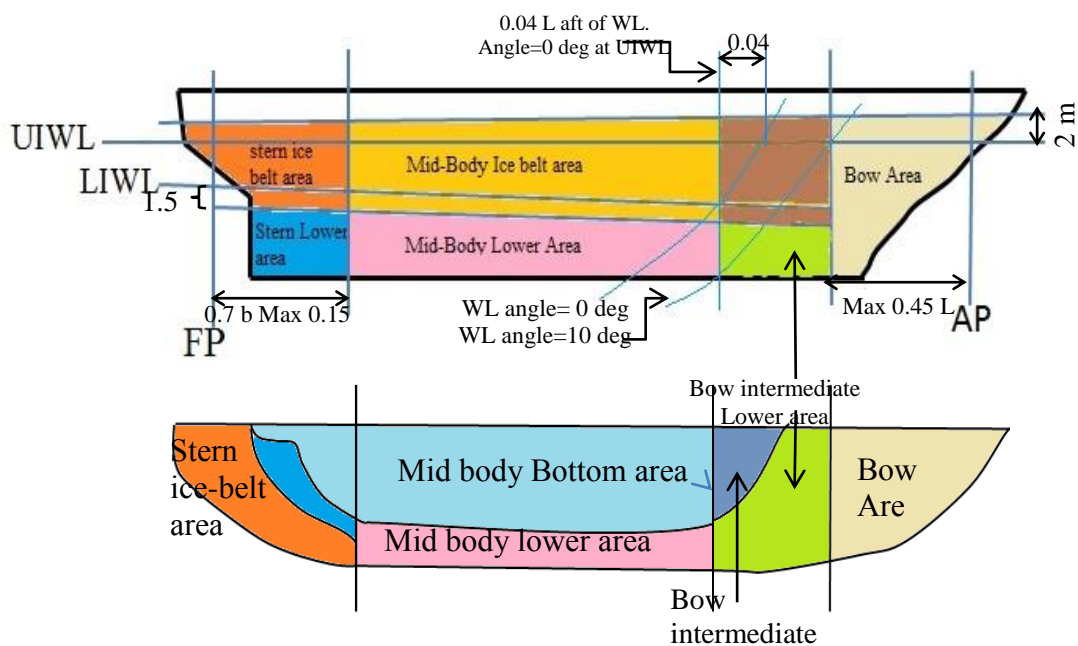 0.04 L aft of WL.
Angle=0 deg at UIWL
0.04
UIWL
LIWL
1.5
2 m
stern ice
belt area
Mid-Body Ice belt area
Bow Area
Stern Lower
area
Mid-Body Lower Area
0.7 b Max 0.15
FP
WL angle= 0 deg
WL angle=10 deg
Max 0.45 L
AP
Bow intermediate
Lower area
Stern
ice-belt
area
Mid body Bottom area
Bow
Are
Mid body lower area
Bow
intermediate